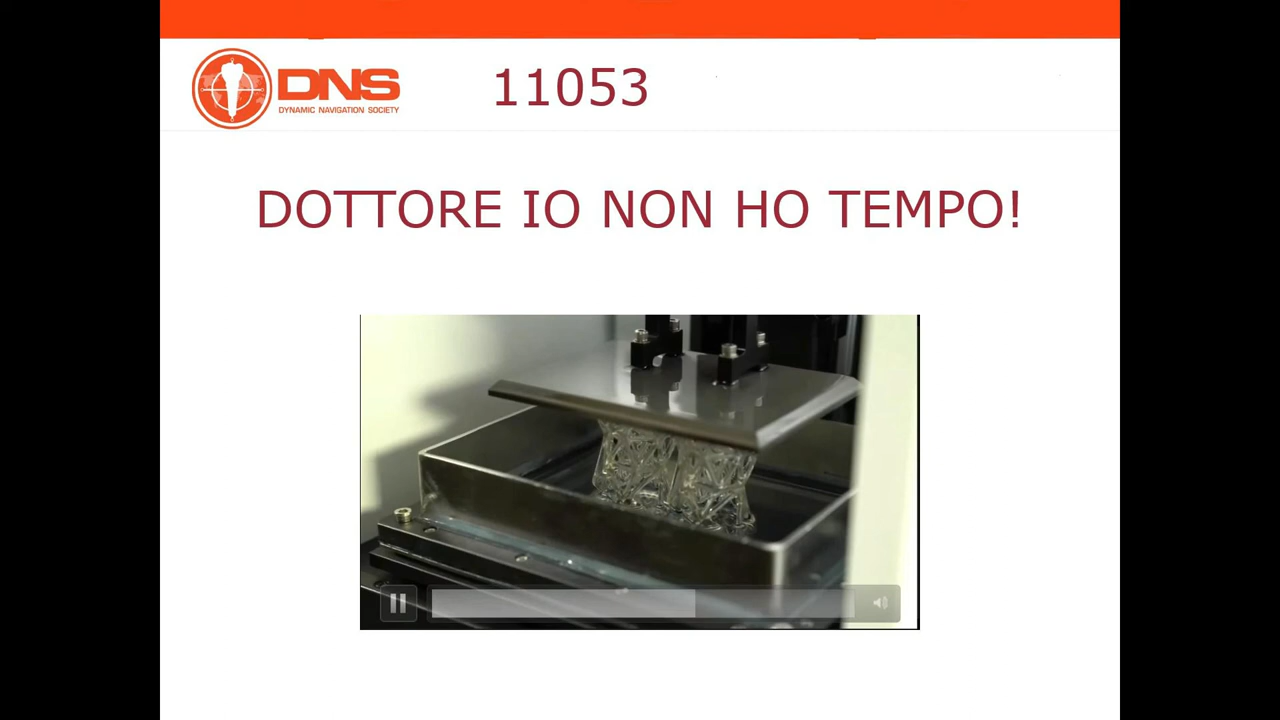 DNS
DYNAMIC NAVIGATION SOCIETY
11053
DOTTORE IO NON HO TEMPO!